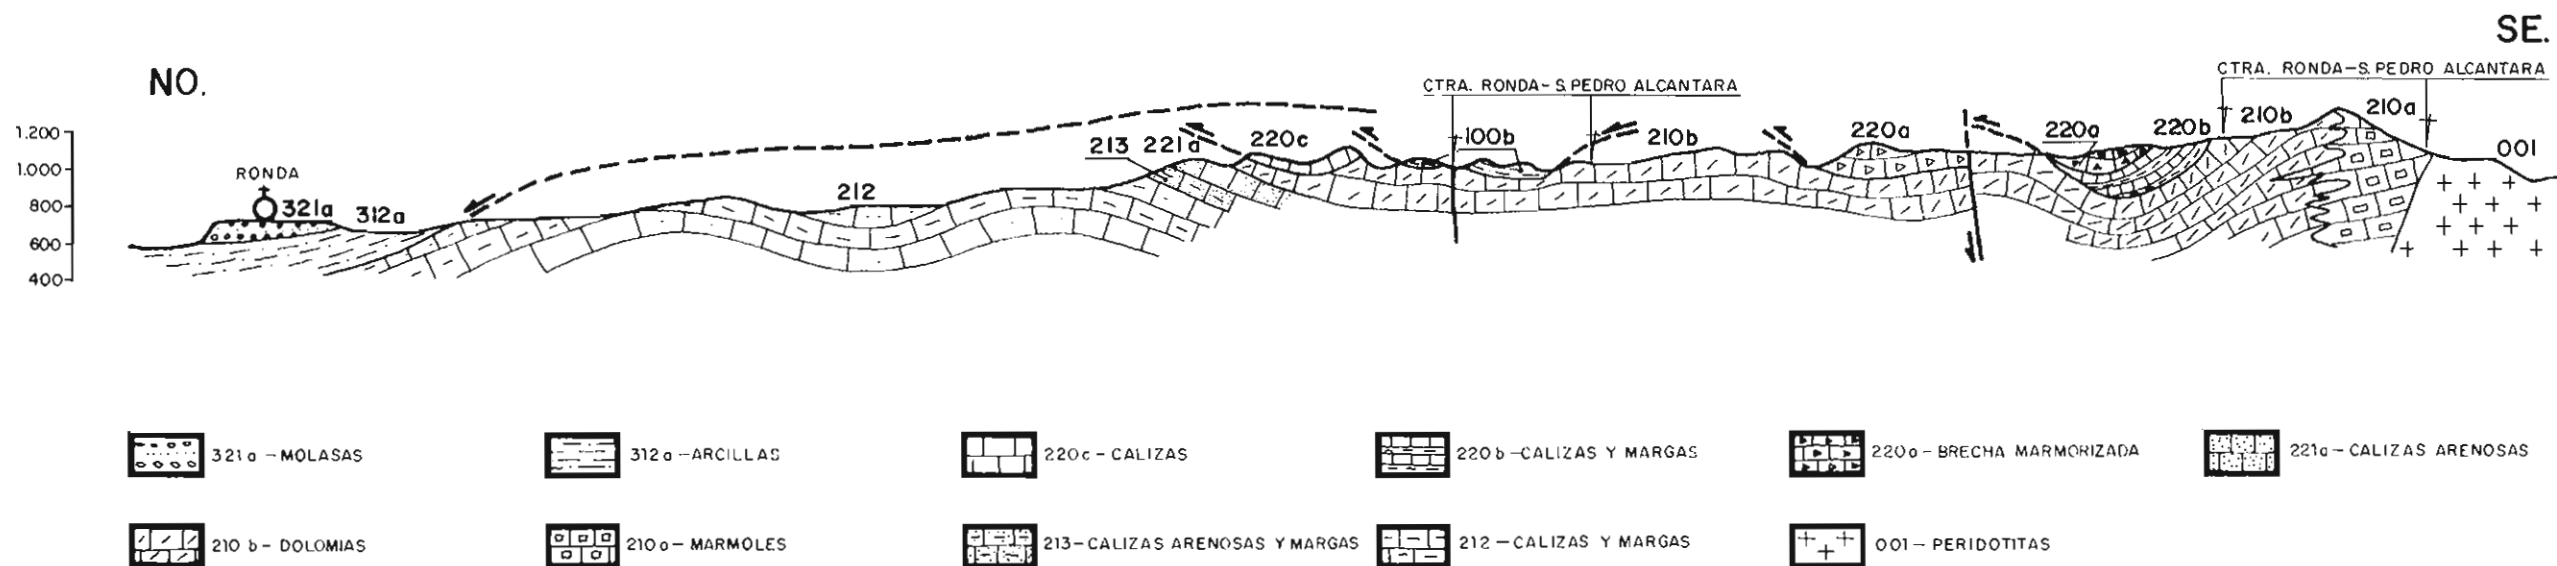 SE.
NO.
CTRA. RONDA-S. PEDRO ALCANTARA
CTRA. RONDA-S. PEDRO ALCANTARA
1.200
1.000
800
600
400
RONDA
321a
312a
212
213
221a
220c
100b
210b
220a
220a
220b
210b
210a
001
321a - MOLASAS
312a - ARCILLAS
220c - CALIZAS
220b - CALIZAS Y MARGAS
220a - BRECHA MARMORIZADA
221a - CALIZAS ARENOSAS
210b - DOLOMIAS
210a - MARMOLES
213 - CALIZAS ARENOSAS Y MARGAS
212 - CALIZAS Y MARGAS
001 - PERIDOTITAS